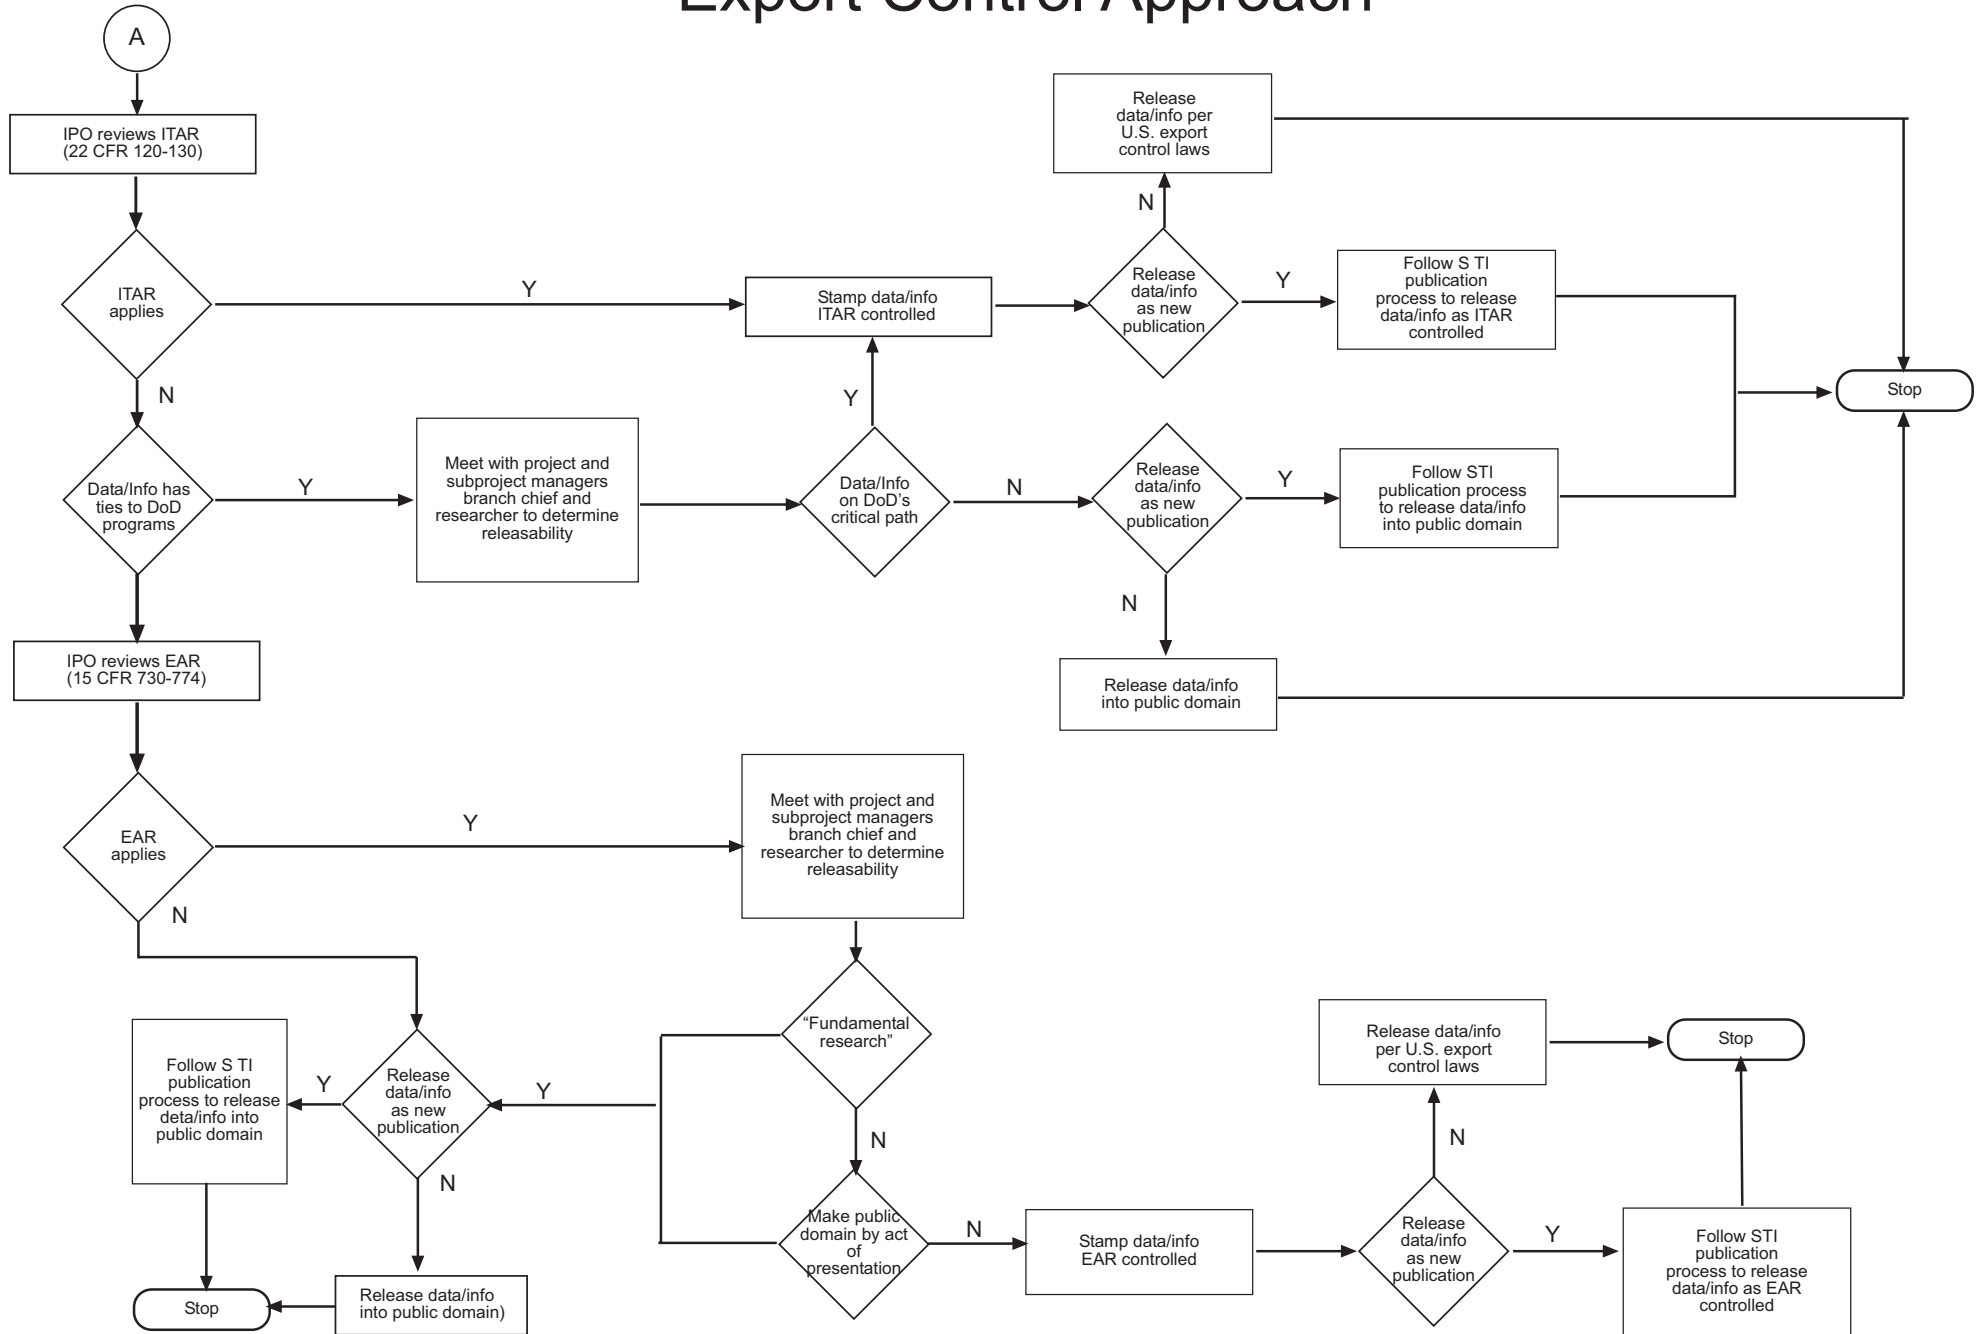 Export Control Approach
A
IPO reviews ITAR
(22 CFR 120-130)
ITAR
applies
Y
N
Stamp data/info
ITAR controlled
Release
data/info
as new
publication
N
Release
data/info per
U.S. export
control laws
Y
Follow S TI
publication
process to release
data/info as ITAR
controlled
Stop
Data/Info has
ties to DoD
programs
Y
Meet with project and
subproject managers
branch chief and
researcher to determine
releasability
Data/Info
on DoD's
critical path
Y
N
Release
data/info
as new
publication
Y
Follow STI
publication process
to release data/info
into public domain
N
Release data/info
into public domain
IPO reviews EAR
(15 CFR 730-774)
EAR
applies
Y
N
Meet with project and
subproject managers
branch chief and
researcher to determine
releasability
“Fundamental
research”
N
Y
Release
data/info
as new
publication
Y
Follow S TI
publication
process to release
deta/info into
public domain
N
Release data/info
into public domain)
Stop
Make public
domain by act
of
presentation
N
Stamp data/info
EAR controlled
Release
data/info
as new
publication
N
Release data/info
per U.S. export
control laws
Stop
Y
Follow STI
publication
process to release
data/info as EAR
controlled